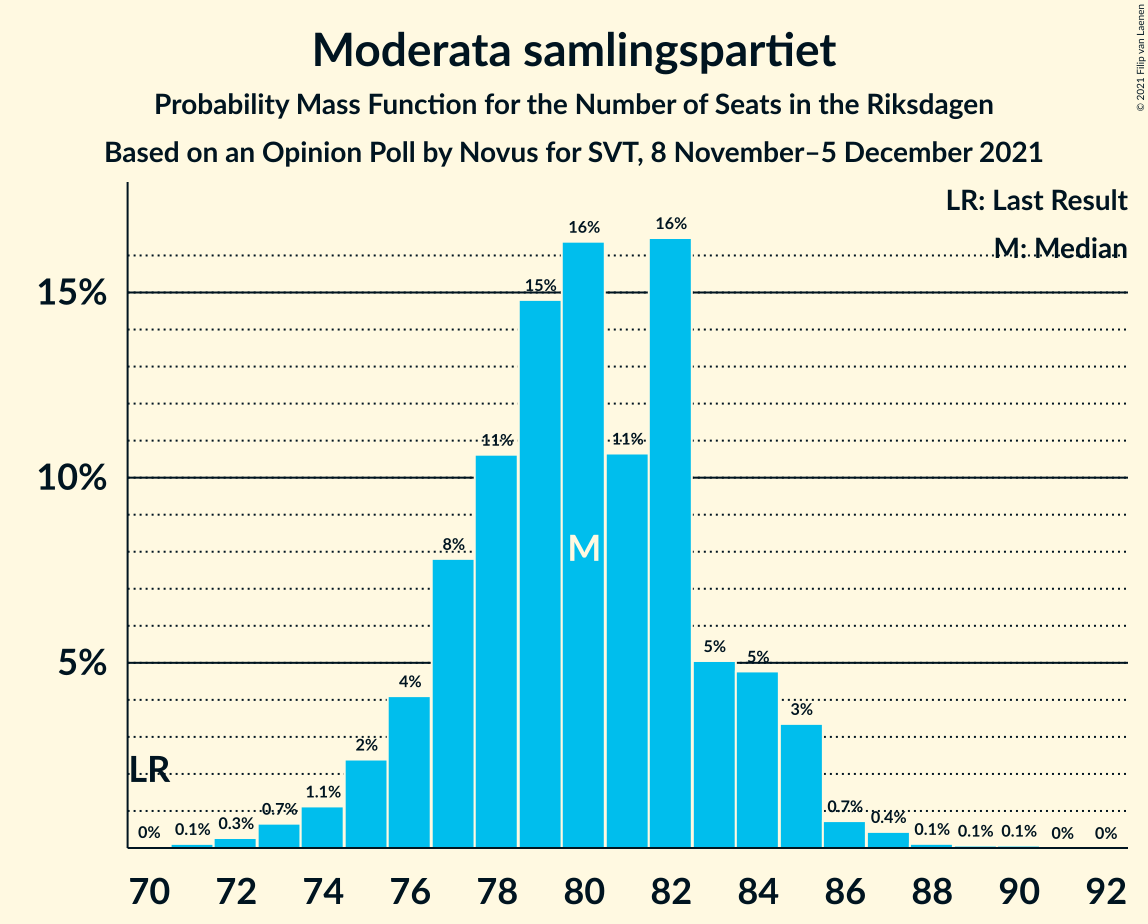 Moderata samlingspartiet
Probability Mass Function for the Number of Seats in the Riksdagen
Based on an Opinion Poll by Novus for SVT, 8 November–5 December 2021
© 2021 Filip van Laenen
LR: Last Result
M: Median
15%
10%
5%
LR
M
0%
0.1%
0.3%
0.7%
1.1%
2%
4%
8%
11%
15%
16%
11%
16%
5%
5%
3%
0.7%
0.4%
0.1%
0.1%
0.1%
0%
0%
70 72 74 76 78 80 82 84 86 88 90 92